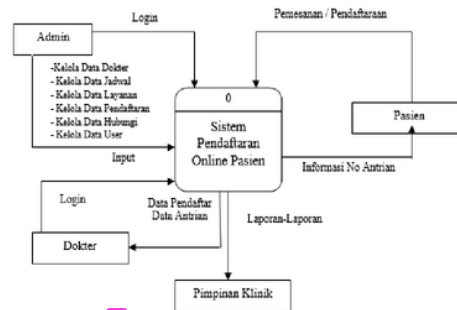 Login
Pemesanan / Pendaftaraan
Admin
-Kelola Data Dokter
- Kelola Data Jadwal
- Kelola Data Layanan
- Kelola Data Pendaftaran
- Kelola Data Hubungi
- Kelola Data User
Input
0
Sistem
Pendaftaran
Online Pasien
Pasien
Informasi No Antrian
Login
Data Pendaftar
Data Antrian
Laporan-Laporan
Dokter
Pimpinan Klinik